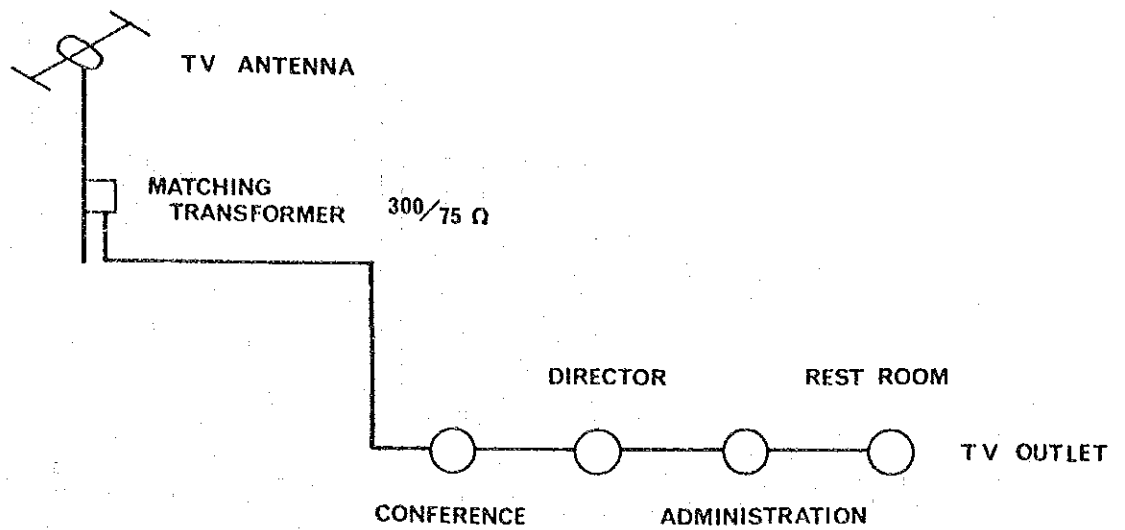 TV ANTENNA
MATCHING
TRANSFORMER 300/75 Ω
DIRECTOR REST ROOM
TV OUTLET
CONFERENCE ADMINISTRATION